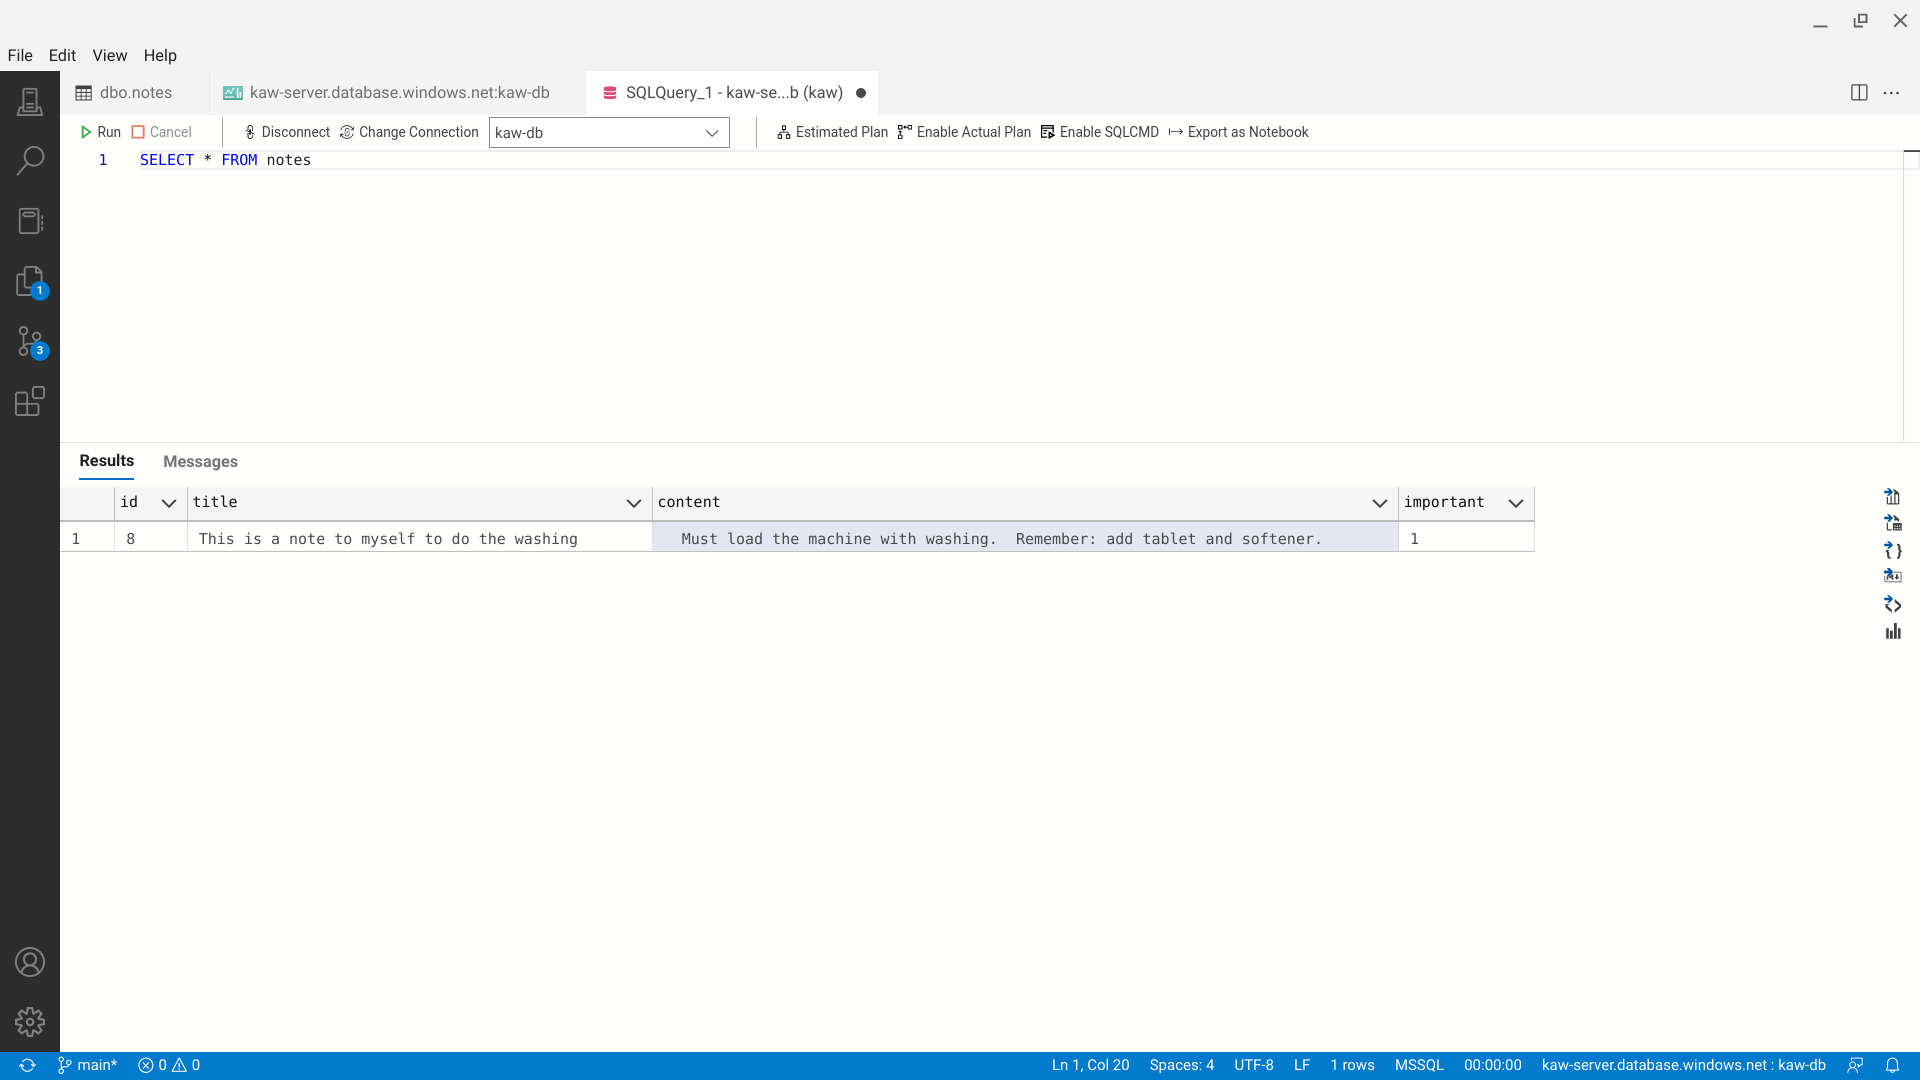 File Edit View Help
dbo.notes kaw-server.database.windows.net:kaw-db SQLQuery_1 - kaw-se...b (kaw)
Run Cancel Disconnect Change Connection kaw-db Estimated Plan Enable Actual Plan Enable SQLCMD Export as Notebook
1 SELECT * FROM notes
1
3
Results Messages
id title content important
1 8 This is a note to myself to do the washing Must load the machine with washing. Remember: add tablet and softener. 1
main* 0 0 Ln 1, Col 20 Spaces: 4 UTF-8 LF 1 rows MSSQL 00:00:00 kaw-server.database.windows.net : kaw-db